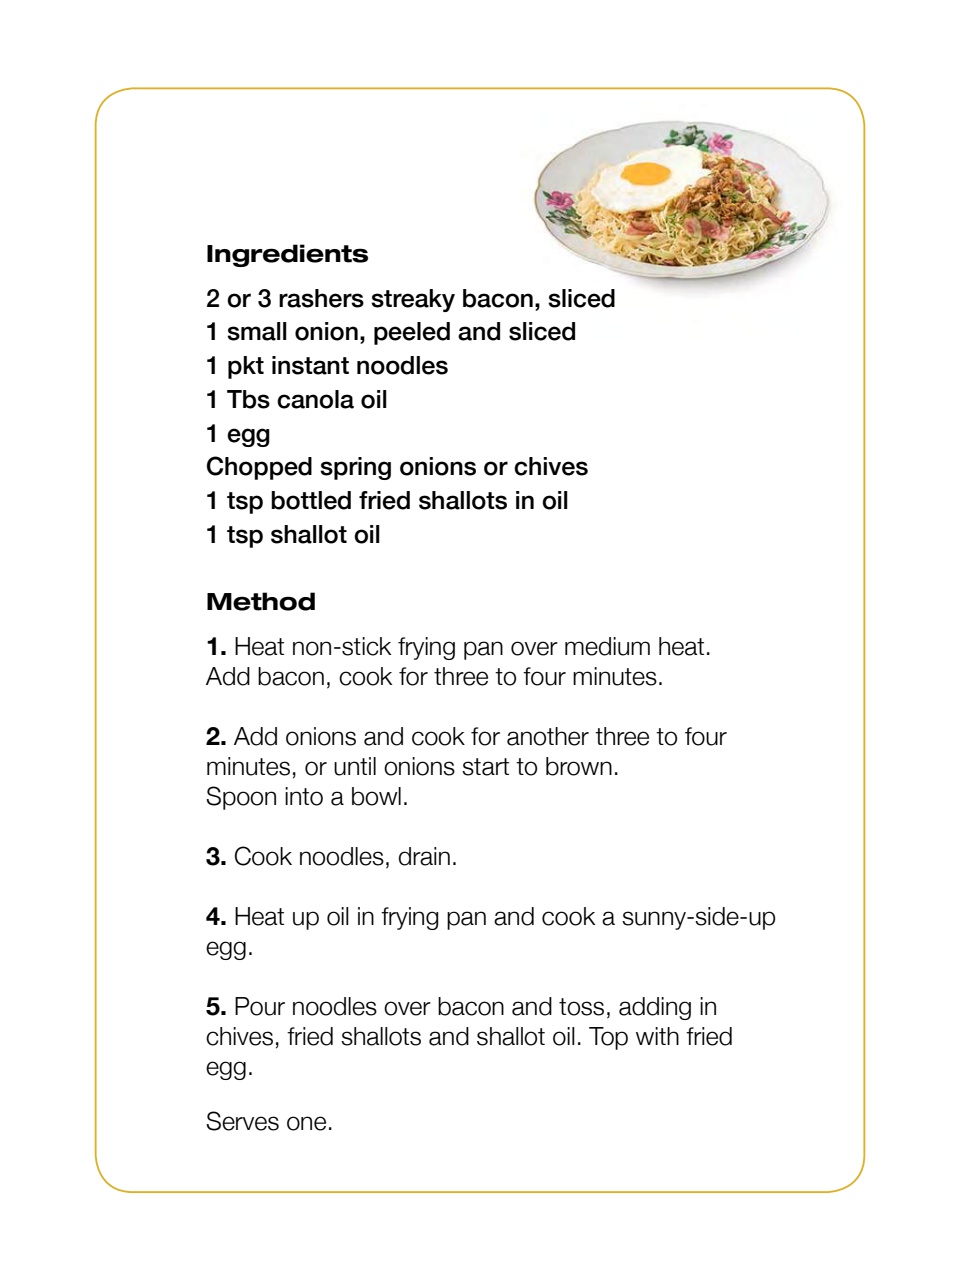 Ingredients
2 or 3 rashers streaky bacon, sliced
1 small onion, peeled and sliced
1 pkt instant noodles
1 Tbs canola oil
1 egg
Chopped spring onions or chives
1 tsp bottled fried shallots in oil
1 tsp shallot oil
Method
1. Heat non-stick frying pan over medium heat.
Add bacon, cook for three to four minutes.
2. Add onions and cook for another three to four
minutes, or until onions start to brown.
Spoon into a bowl.
3. Cook noodles, drain.
4. Heat up oil in frying pan and cook a sunny-side-up
egg.
5. Pour noodles over bacon and toss, adding in
chives, fried shallots and shallot oil. Top with fried
egg.
Serves one.